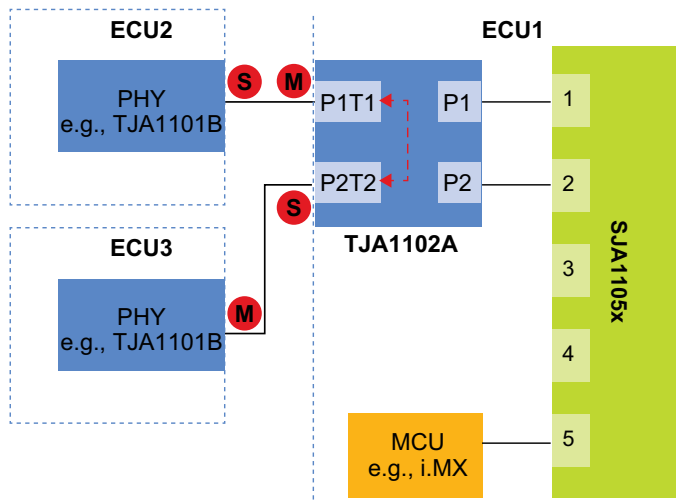 ECU2
ECU1
PHY
e.g., TJA1101B
S
M
P1T1
P1
1
P2T2
P2
2
S
TJA1102A
ECU3
3
SJA1105x
PHY
e.g., TJA1101B
M
4
MCU
e.g., i.MX
5